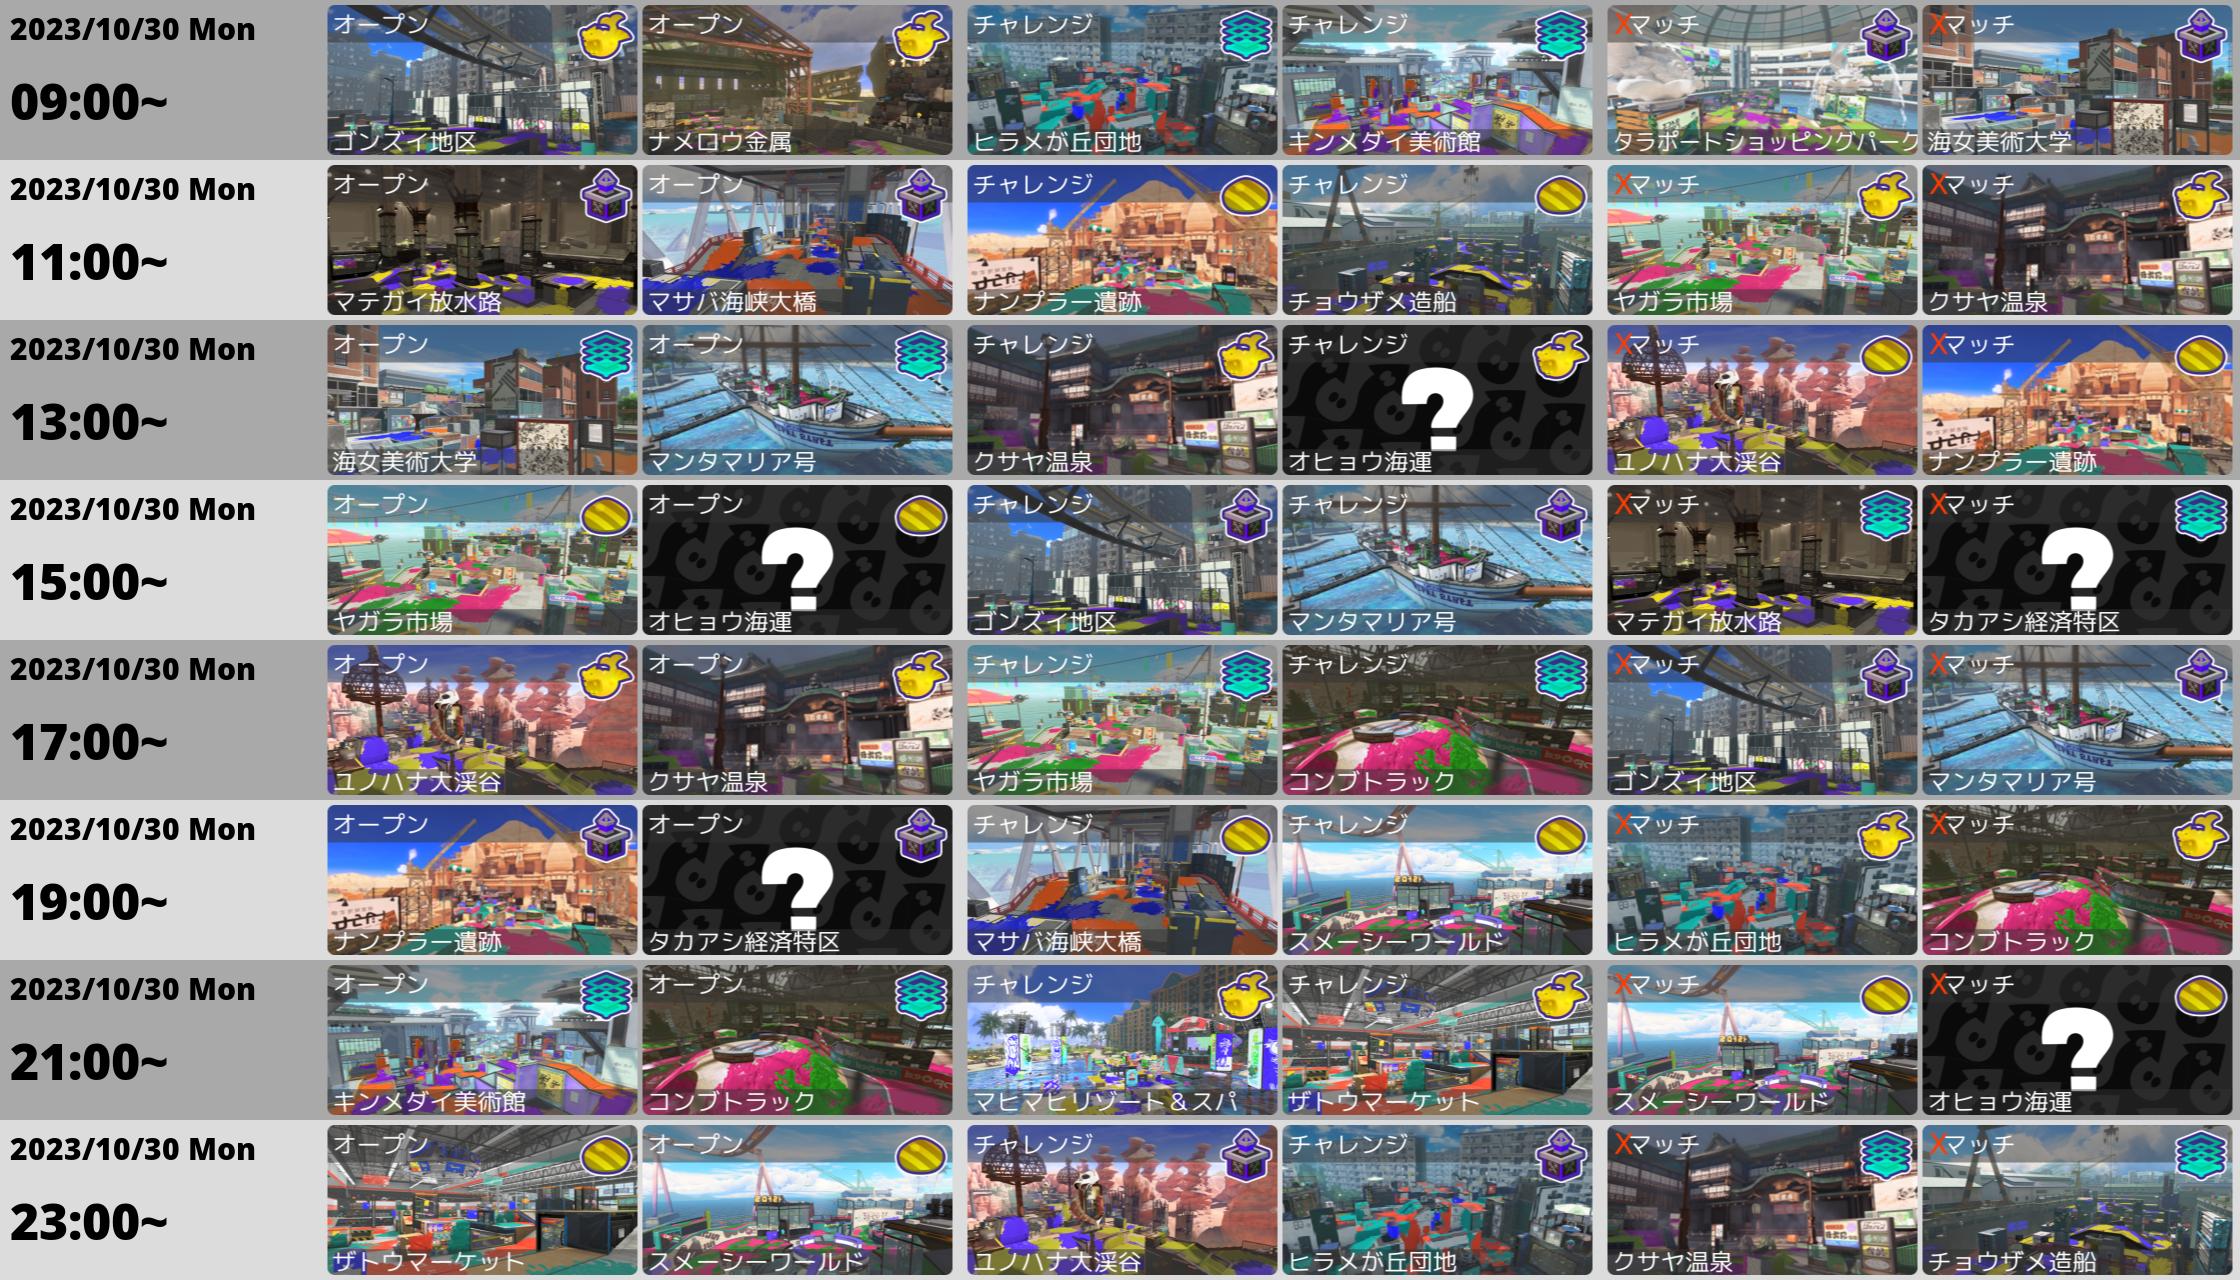 2023/10/30 Mon
09:00~
オープン
ゴンズイ地区
オープン
ナメロウ金属
チャレンジ
ヒラメが丘団地
チャレンジ
キンメダイ美術館
Xマッチ
タラポートショッピングパーク
Xマッチ
海女美術大学
2023/10/30 Mon
11:00~
オープン
マテガイ放水路
オープン
マサバ海峡大橋
チャレンジ
ナンプラー遺跡
チャレンジ
チョウザメ造船
Xマッチ
ヤガラ市場
Xマッチ
クサヤ温泉
2023/10/30 Mon
13:00~
オープン
海女美術大学
オープン
マンタマリア号
チャレンジ
クサヤ温泉
チャレンジ
?
オヒョウ海運
Xマッチ
ユノハナ大渓谷
Xマッチ
ナンプラー遺跡
2023/10/30 Mon
15:00~
オープン
ヤガラ市場
オープン
?
オヒョウ海運
チャレンジ
ゴンズイ地区
チャレンジ
マンタマリア号
Xマッチ
マテガイ放水路
Xマッチ
?
タカアシ経済特区
2023/10/30 Mon
17:00~
オープン
ユノハナ大渓谷
オープン
クサヤ温泉
チャレンジ
ヤガラ市場
チャレンジ
コンブトラック
Xマッチ
ゴンズイ地区
Xマッチ
マンタマリア号
2023/10/30 Mon
19:00~
オープン
ナンプラー遺跡
オープン
?
タカアシ経済特区
チャレンジ
マサバ海峡大橋
チャレンジ
スメーシーワールド
Xマッチ
ヒラメが丘団地
Xマッチ
コンブトラック
2023/10/30 Mon
21:00~
オープン
キンメダイ美術館
オープン
コンブトラック
チャレンジ
マヒマヒリゾート＆スパ
チャレンジ
ザトウマーケット
Xマッチ
スメーシーワールド
Xマッチ
?
オヒョウ海運
2023/10/30 Mon
23:00~
オープン
ザトウマーケット
オープン
スメーシーワールド
チャレンジ
ユノハナ大渓谷
チャレンジ
ヒラメが丘団地
Xマッチ
クサヤ温泉
Xマッチ
チョウザメ造船